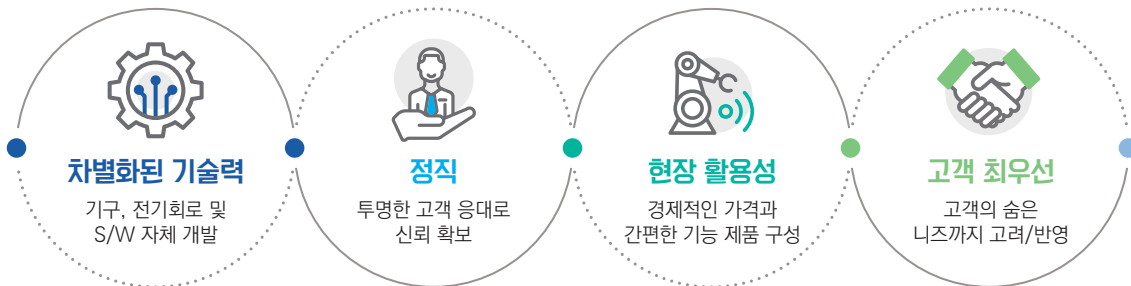 차별화된 기술력
기구, 전기회로 및
S/W 자체 개발
정직
투명한 고객 응대로
신뢰 확보
현장 활용성
경제적인 가격과
간편한 기능 제품 구성
고객 최우선
고객의 숨은
니즈까지 고려/반영